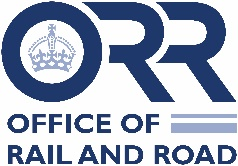 ORR
OFFICE OF
RAIL AND ROAD